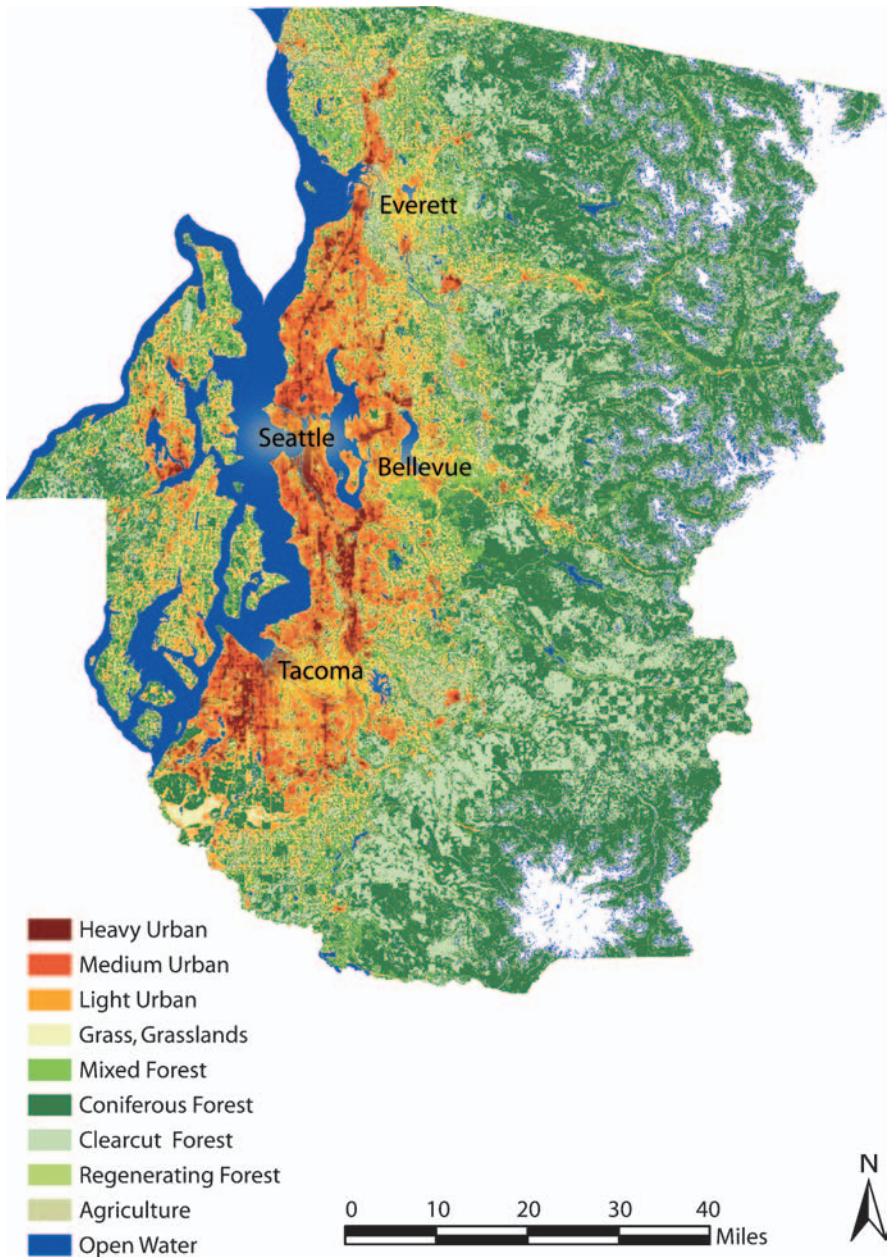 Everett
Seattle
Bellevue
Tacoma
Heavy Urban
Medium Urban
Light Urban
Grass, Grasslands
Mixed Forest
Coniferous Forest
Clearcut Forest
Regenerating Forest
Agriculture
Open Water
0 10 20 30 40
Miles
N